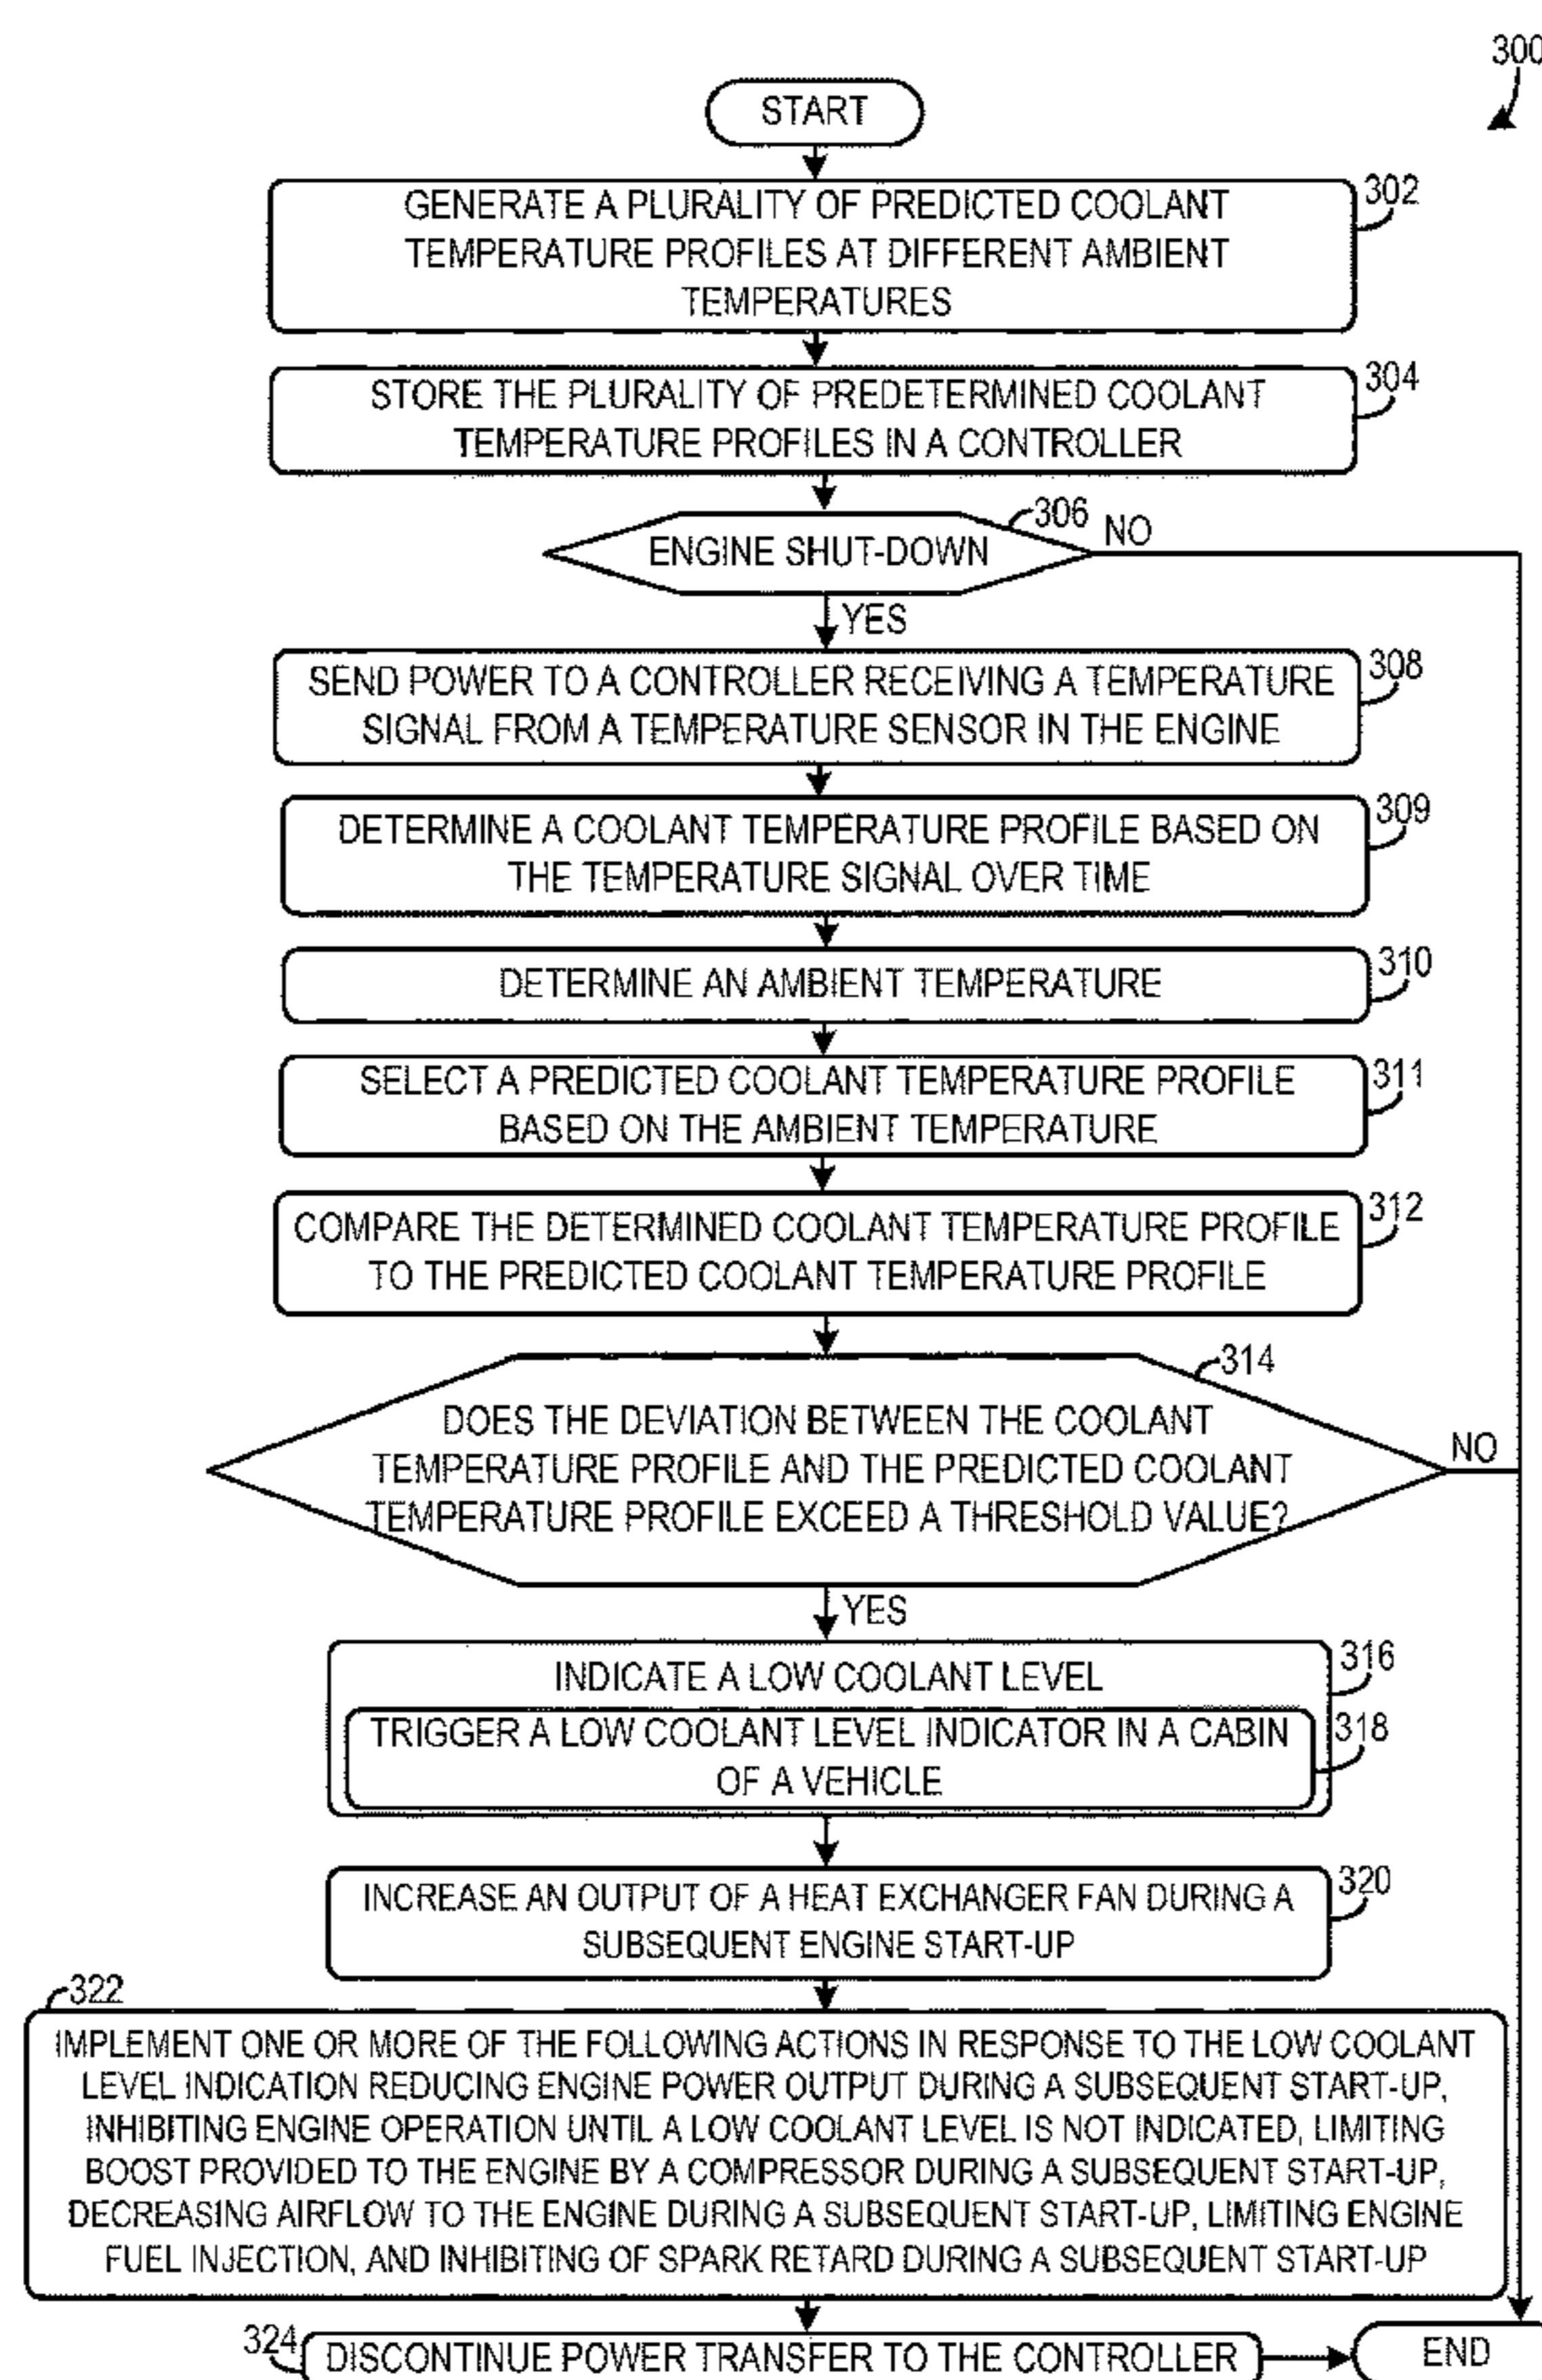 300
START
GENERATE A PLURALITY OF PREDICTED COOLANT
TEMPERATURE PROFILES AT DIFFERENT AMBIENT
TEMPERATURES
302
STORE THE PLURALITY OF PREDETERMINED COOLANT
TEMPERATURE PROFILES IN A CONTROLLER
304
ENGINE SHUT-DOWN
306
NO
YES
SEND POWER TO A CONTROLLER RECEIVING A TEMPERATURE
SIGNAL FROM A TEMPERATURE SENSOR IN THE ENGINE
308
DETERMINE A COOLANT TEMPERATURE PROFILE BASED ON
THE TEMPERATURE SIGNAL OVER TIME
309
DETERMINE AN AMBIENT TEMPERATURE
310
SELECT A PREDICTED COOLANT TEMPERATURE PROFILE
BASED ON THE AMBIENT TEMPERATURE
311
COMPARE THE DETERMINED COOLANT TEMPERATURE PROFILE
TO THE PREDICTED COOLANT TEMPERATURE PROFILE
312
314
DOES THE DEVIATION BETWEEN THE COOLANT
TEMPERATURE PROFILE AND THE PREDICTED COOLANT
TEMPERATURE PROFILE EXCEED A THRESHOLD VALUE?
NO
YES
INDICATE A LOW COOLANT LEVEL
316
TRIGGER A LOW COOLANT LEVEL INDICATOR IN A CABIN
OF A VEHICLE
318
INCREASE AN OUTPUT OF A HEAT EXCHANGER FAN DURING A
SUBSEQUENT ENGINE START-UP
320
322
IMPLEMENT ONE OR MORE OF THE FOLLOWING ACTIONS IN RESPONSE TO THE LOW COOLANT
LEVEL INDICATION REDUCING ENGINE POWER OUTPUT DURING A SUBSEQUENT START-UP,
INHIBITING ENGINE OPERATION UNTIL A LOW COOLANT LEVEL IS NOT INDICATED, LIMITING
BOOST PROVIDED TO THE ENGINE BY A COMPRESSOR DURING A SUBSEQUENT START-UP,
DECREASING AIRFLOW TO THE ENGINE DURING A SUBSEQUENT START-UP, LIMITING ENGINE
FUEL INJECTION, AND INHIBITING OF SPARK RETARD DURING A SUBSEQUENT START-UP
324
DISCONTINUE POWER TRANSFER TO THE CONTROLLER
END